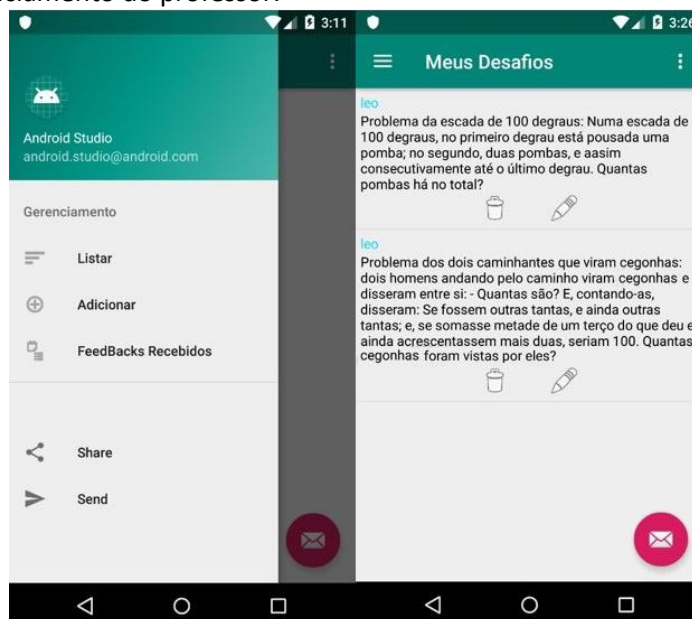 ciamento do professor.
3:11
Android Studio
android.studio@android.com
Gerenciamento
Listar
Adicionar
FeedBacks Recebidos
Share
Send
3:26
Meus Desafios
leo
Problema da escada de 100 degraus: Numa escada de
100 degraus, no primeiro degrau está pousada uma
pomba; no segundo, duas pombas, e aasim
consecutivamente até o último degrau. Quantas
pombas há no total?
leo
Problema dos dois caminhantes que viram cegonhas:
dois homens andando pelo caminho viram cegonhas e
disseram entre si: - Quantas são? E, contando-as,
disseram: Se fossem outras tantas, e ainda outras
tantas; e, se somasse metade de um terço do que deu e
ainda acrescentassem mais duas, seriam 100. Quantas
cegonhas foram vistas por eles?